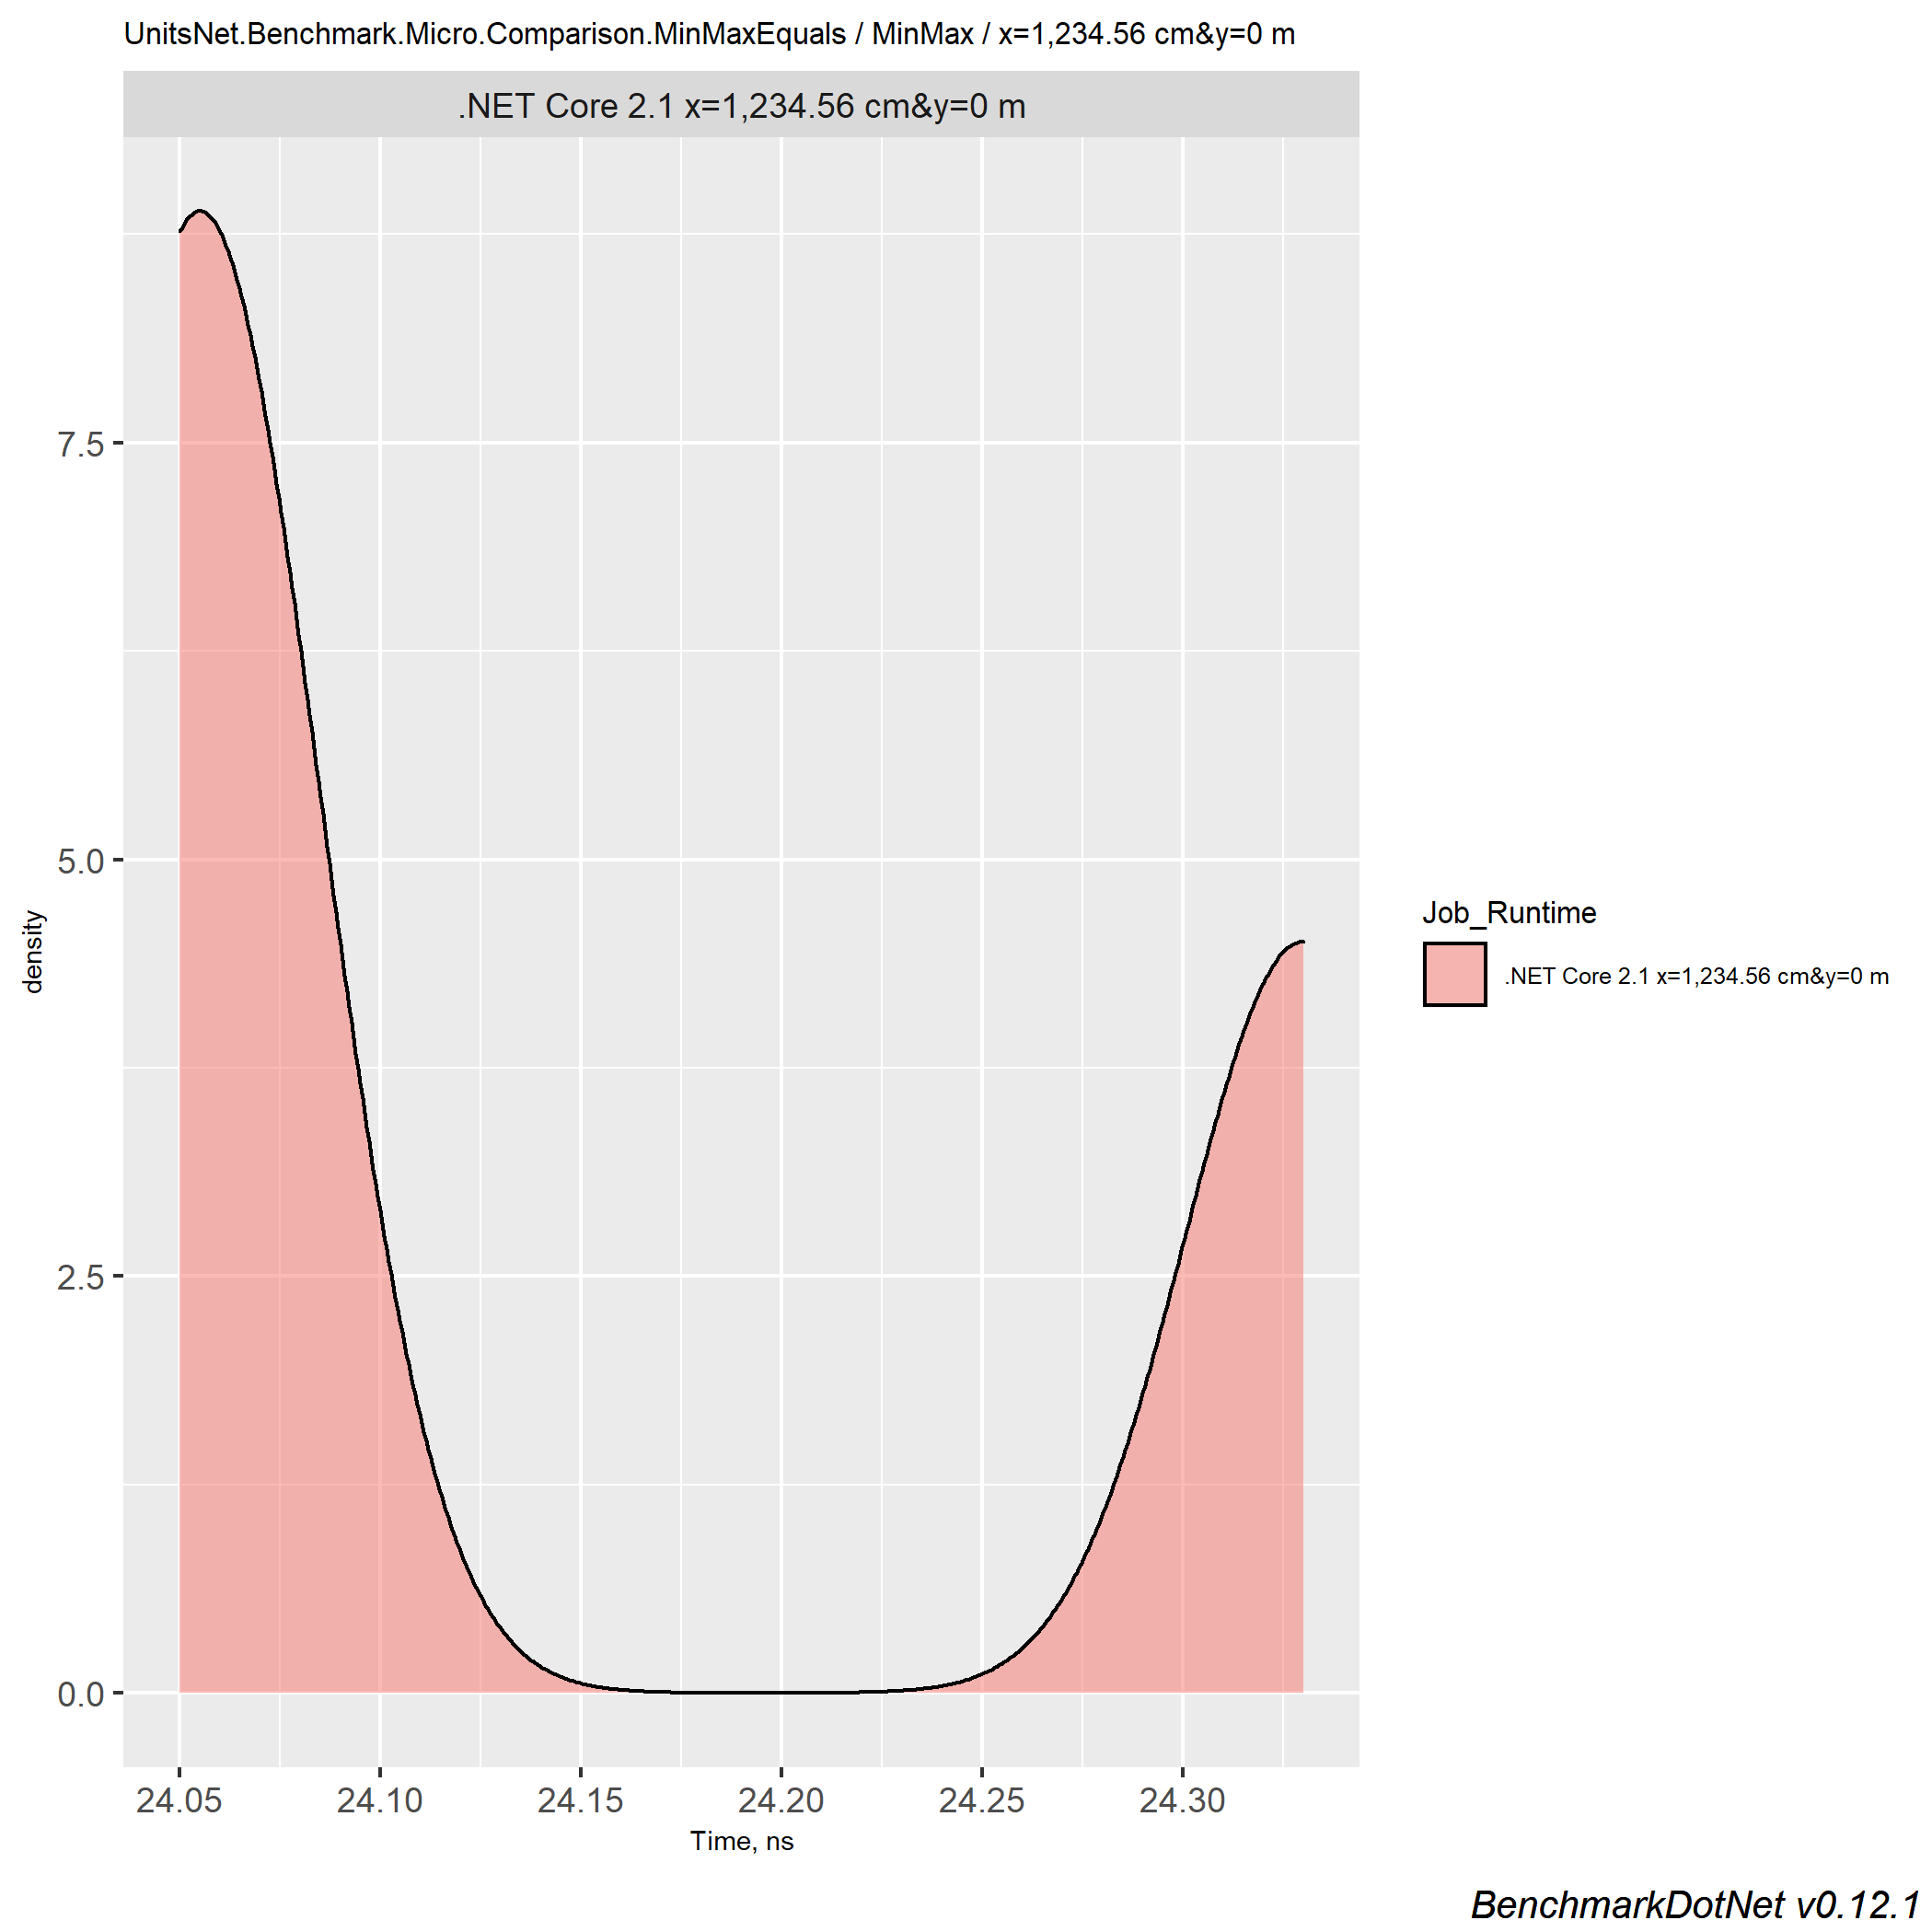 UnitsNet.Benchmark.Micro.Comparison.MinMaxEquals / MinMax / x=1,234.56 cm&y=0 m
.NET Core 2.1 x=1,234.56 cm&y=0 m
7.5
5.0
2.5
0.0
density
24.05 24.10 24.15 24.20 24.25 24.30
Time, ns
Job_Runtime
.NET Core 2.1 x=1,234.56 cm&y=0 m
BenchmarkDotNet v0.12.1